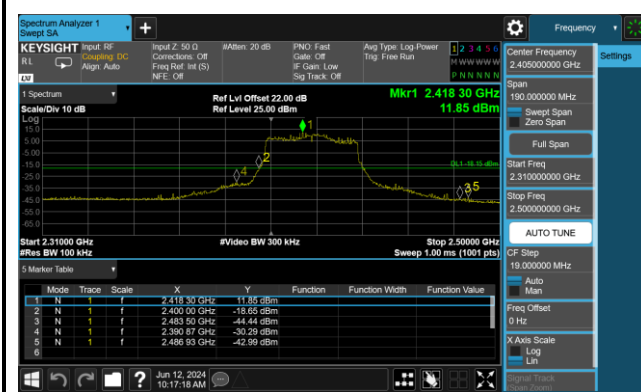 Spectrum Analyzer 1
Swept SA
Frequency
KEYSIGHT Input: RF Input Z: 50 Ω #Atten: 20 dB PNO: Fast Avg Type: Log-Power 1 2 3 4 5 6
RL Coupling: DC Corrections: Off Gate: Off Trig: Free Run M W W W W W
Align: Auto Freq Ref: Int (S) IF Gain: Low
NFE: Off Sig Track: Off P N N N N N
LXI
Center Frequency
2.405000000 GHz
Settings
1 Spectrum
Ref Lvl Offset 22.00 dB Mkr1 2.418 30 GHz
Scale/Div 10 dB Ref Level 25.00 dBm 11.85 dBm
Log
15.0
5.00
-5.00
-15.0
-25.0
-35.0
-45.0
-55.0
-65.0
1
2
4
3
5
DL1 -18.15 dBm
Start 2.31000 GHz #Video BW 300 kHz Stop 2.50000 GHz
#Res BW 100 kHz Sweep 1.00 ms (1001 pts)
Span
190.000000 MHz
Swept Span
Zero Span
Full Span
Start Freq
2.310000000 GHz
Stop Freq
2.500000000 GHz
AUTO TUNE
CF Step
19.000000 MHz
Auto
Man
Freq Offset
0 Hz
X Axis Scale
Log
Lin
Signal Track
(Span Zoom)
5 Marker Table
Mode Trace Scale X Y Function Function Width Function Value
1 N 1 f 2.418 30 GHz 11.85 dBm
2 N 1 f 2.400 00 GHz -18.65 dBm
3 N 1 f 2.483 50 GHz -44.44 dBm
4 N 1 f 2.390 87 GHz -30.29 dBm
5 N 1 f 2.486 93 GHz -42.99 dBm
6
?
Jun 12, 2024
10:17:18 AM